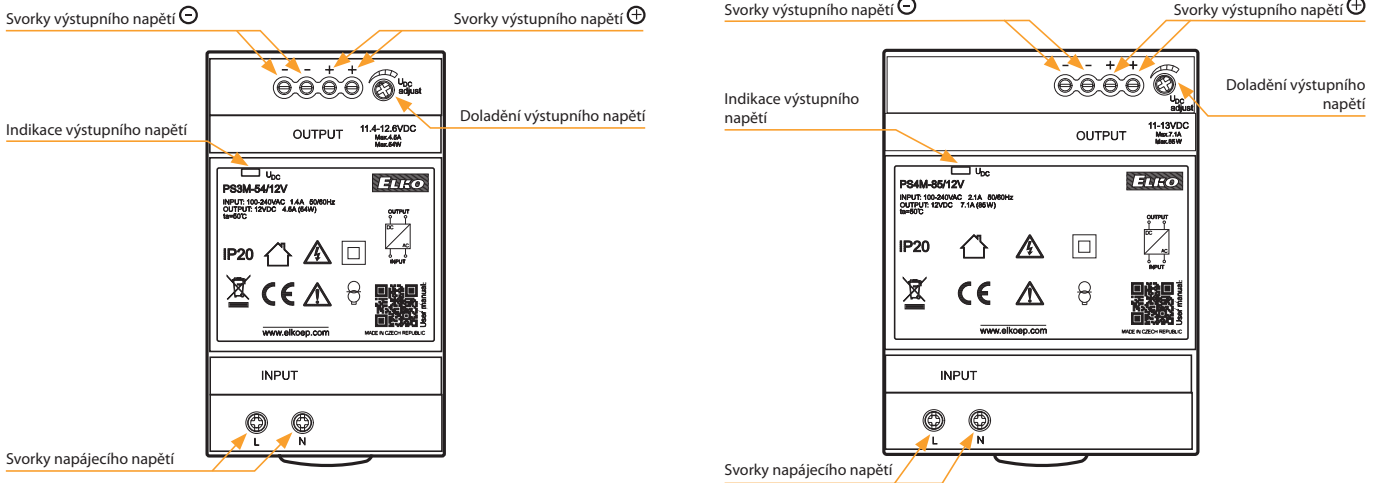 Svorky výstupního napětí ⊖
Svorky výstupního napětí ⊕
- - + +
UDC
adjust
Doladění výstupního napětí
Indikace výstupního napětí
OUTPUT
11.4-12.6VDC
Max.4.5A
Max.54W
UDC
PS3M-54/12V
ELKO
INPUT: 100-240VAC 1.4A 50/60Hz
OUTPUT: 12VDC 4.5A (54W)
ta=50°C
OUTPUT
DC
AC
INPUT
IP20
CE
User manual:
www.elkoep.com
MADE IN CZECH REPUBLIC
INPUT
L N
Svorky napájecího napětí
Svorky výstupního napětí ⊖
Svorky výstupního napětí ⊕
- - + +
UDC
adjust
Doladění výstupního
napětí
Indikace výstupního
napětí
OUTPUT
11-13VDC
Max.7.1A
Max.85W
UDC
PS4M-85/12V
ELKO
INPUT: 100-240VAC 2.1A 50/60Hz
OUTPUT: 12VDC 7.1A (85W)
ta=50°C
OUTPUT
DC
AC
INPUT
IP20
CE
User manual:
www.elkoep.com
MADE IN CZECH REPUBLIC
INPUT
L N
Svorky napájecího napětí